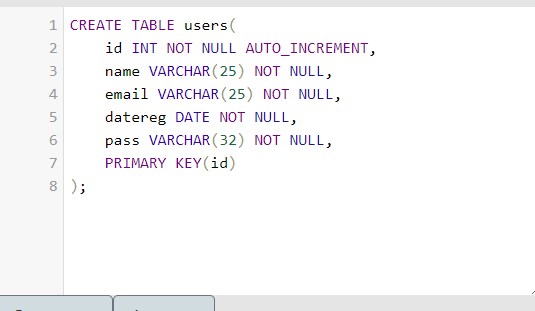 1 CREATE TABLE users(
2 id INT NOT NULL AUTO_INCREMENT,
3 name VARCHAR(25) NOT NULL,
4 email VARCHAR(25) NOT NULL,
5 datereg DATE NOT NULL,
6 pass VARCHAR(32) NOT NULL,
7 PRIMARY KEY(id)
8 );